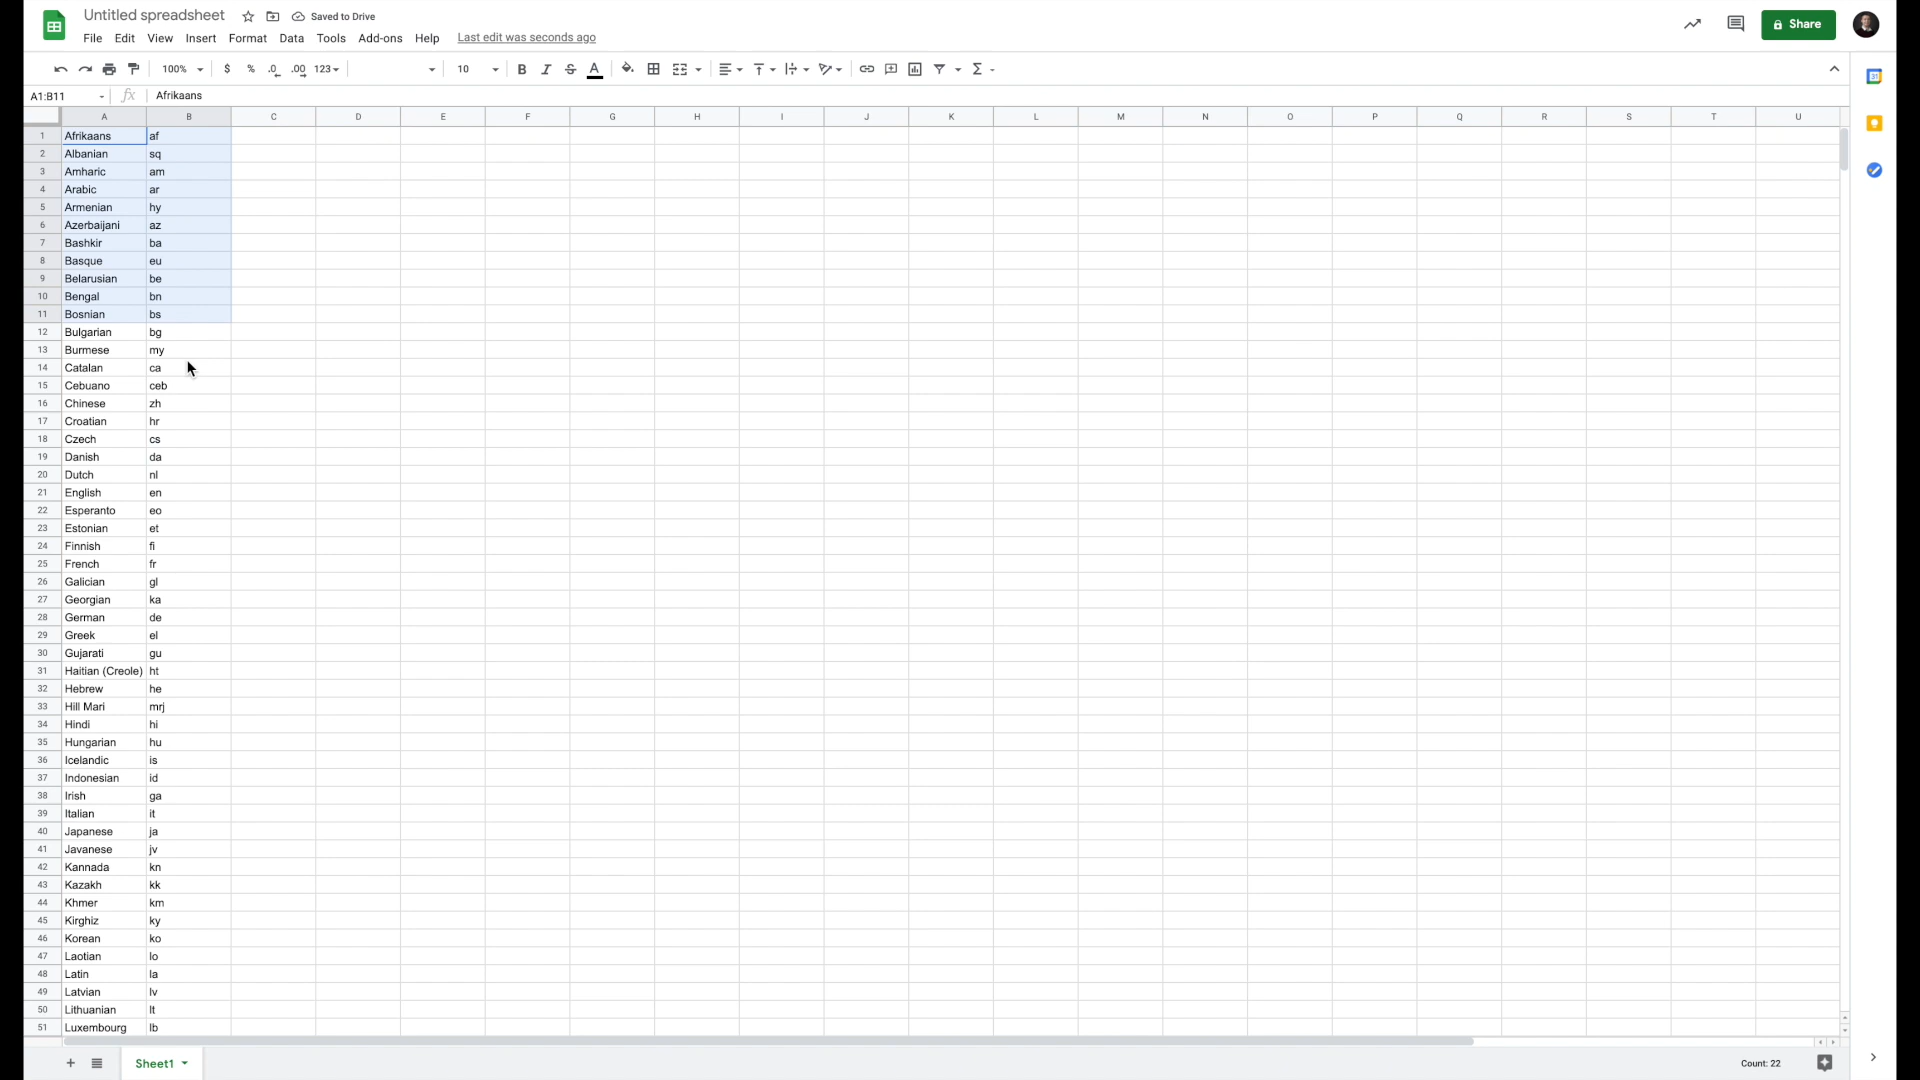 Untitled spreadsheet Saved to Drive
File Edit View Insert Format Data Tools Add-ons Help Last edit was seconds ago
Share
100% $ % .0 .00 123 10 B I S A Σ
A1:B11 fx Afrikaans
A B C D E F G H I J K L M N O P Q R S T U
1 Afrikaans af
2 Albanian sq
3 Amharic am
4 Arabic ar
5 Armenian hy
6 Azerbaijani az
7 Bashkir ba
8 Basque eu
9 Belarusian be
10 Bengal bn
11 Bosnian bs
12 Bulgarian bg
13 Burmese my
14 Catalan ca
15 Cebuano ceb
16 Chinese zh
17 Croatian hr
18 Czech cs
19 Danish da
20 Dutch nl
21 English en
22 Esperanto eo
23 Estonian et
24 Finnish fi
25 French fr
26 Galician gl
27 Georgian ka
28 German de
29 Greek el
30 Gujarati gu
31 Haitian (Creole) ht
32 Hebrew he
33 Hill Mari mrj
34 Hindi hi
35 Hungarian hu
36 Icelandic is
37 Indonesian id
38 Irish ga
39 Italian it
40 Japanese ja
41 Javanese jv
42 Kannada kn
43 Kazakh kk
44 Khmer km
45 Kirghiz ky
46 Korean ko
47 Laotian lo
48 Latin la
49 Latvian lv
50 Lithuanian lt
51 Luxembourg lb
Sheet1 Count: 22